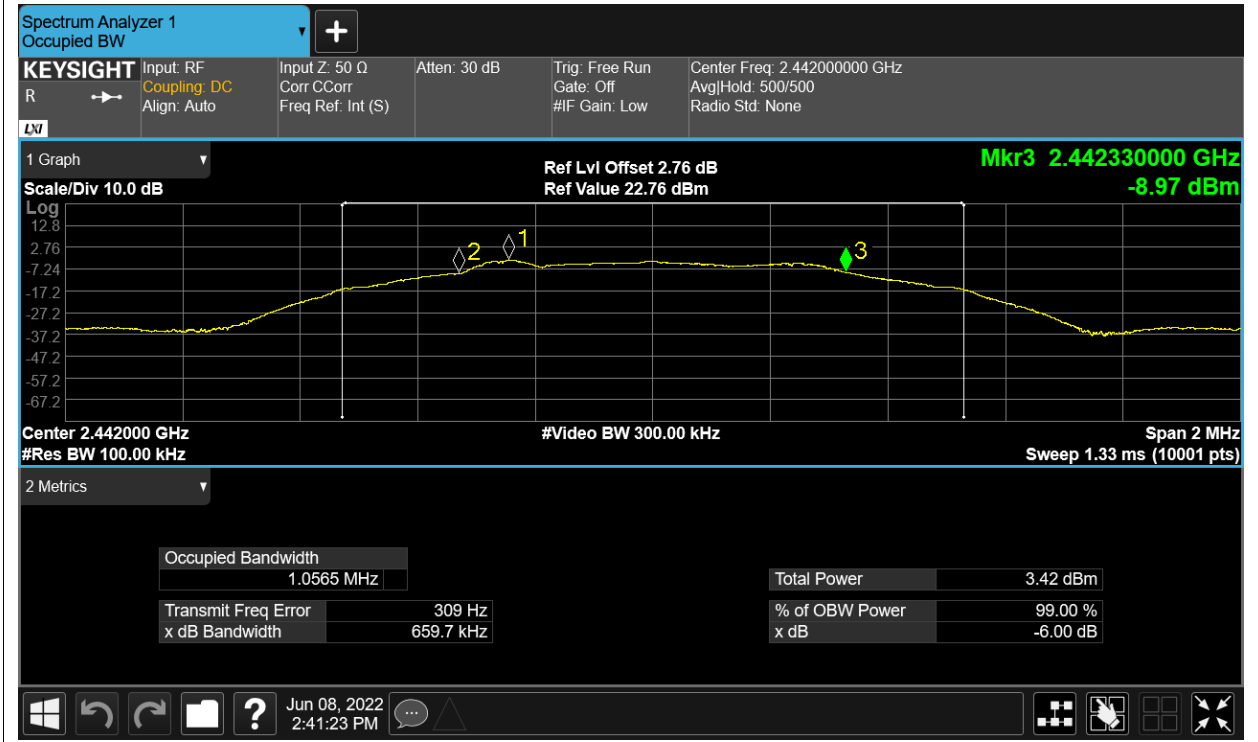 Spectrum Analyzer 1
Occupied BW
KEYSIGHT
R
LXI
Input: RF
Coupling: DC
Align: Auto
Input Z: 50 Ω
Corr CCorr
Freq Ref: Int (S)
Atten: 30 dB
Trig: Free Run
Gate: Off
#IF Gain: Low
Center Freq: 2.442000000 GHz
Avg|Hold: 500/500
Radio Std: None
1 Graph
Scale/Div 10.0 dB
Ref Lvl Offset 2.76 dB
Ref Value 22.76 dBm
Mkr3 2.442330000 GHz
-8.97 dBm
Log
12.8
2.76
-7.24
-17.2
-27.2
-37.2
-47.2
-57.2
-67.2
2
1
3
Center 2.442000 GHz
#Video BW 300.00 kHz
Span 2 MHz
#Res BW 100.00 kHz
Sweep 1.33 ms (10001 pts)
2 Metrics
Occupied Bandwidth
1.0565 MHz
Transmit Freq Error 309 Hz
x dB Bandwidth 659.7 kHz
Total Power 3.42 dBm
% of OBW Power 99.00 %
x dB -6.00 dB
?
Jun 08, 2022
2:41:23 PM